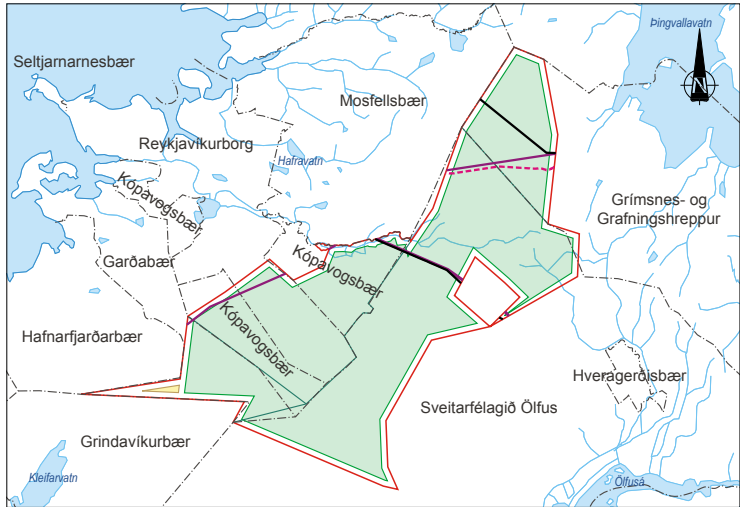 Þingvallavatn
Seltjarnarnesbær
N
Mosfellsbær
Reykjavíkurborg
Hafravatn
Kópavogsbær
Grímsnes- og
Grafningshreppur
Garðabær
Kópavogsbær
Hafnarfjarðarbær
Kópavogsbær
Hveragerðisbær
Sveitarfélagið Ölfus
Grindavíkurbær
Kleifarvatn
Ölfusá